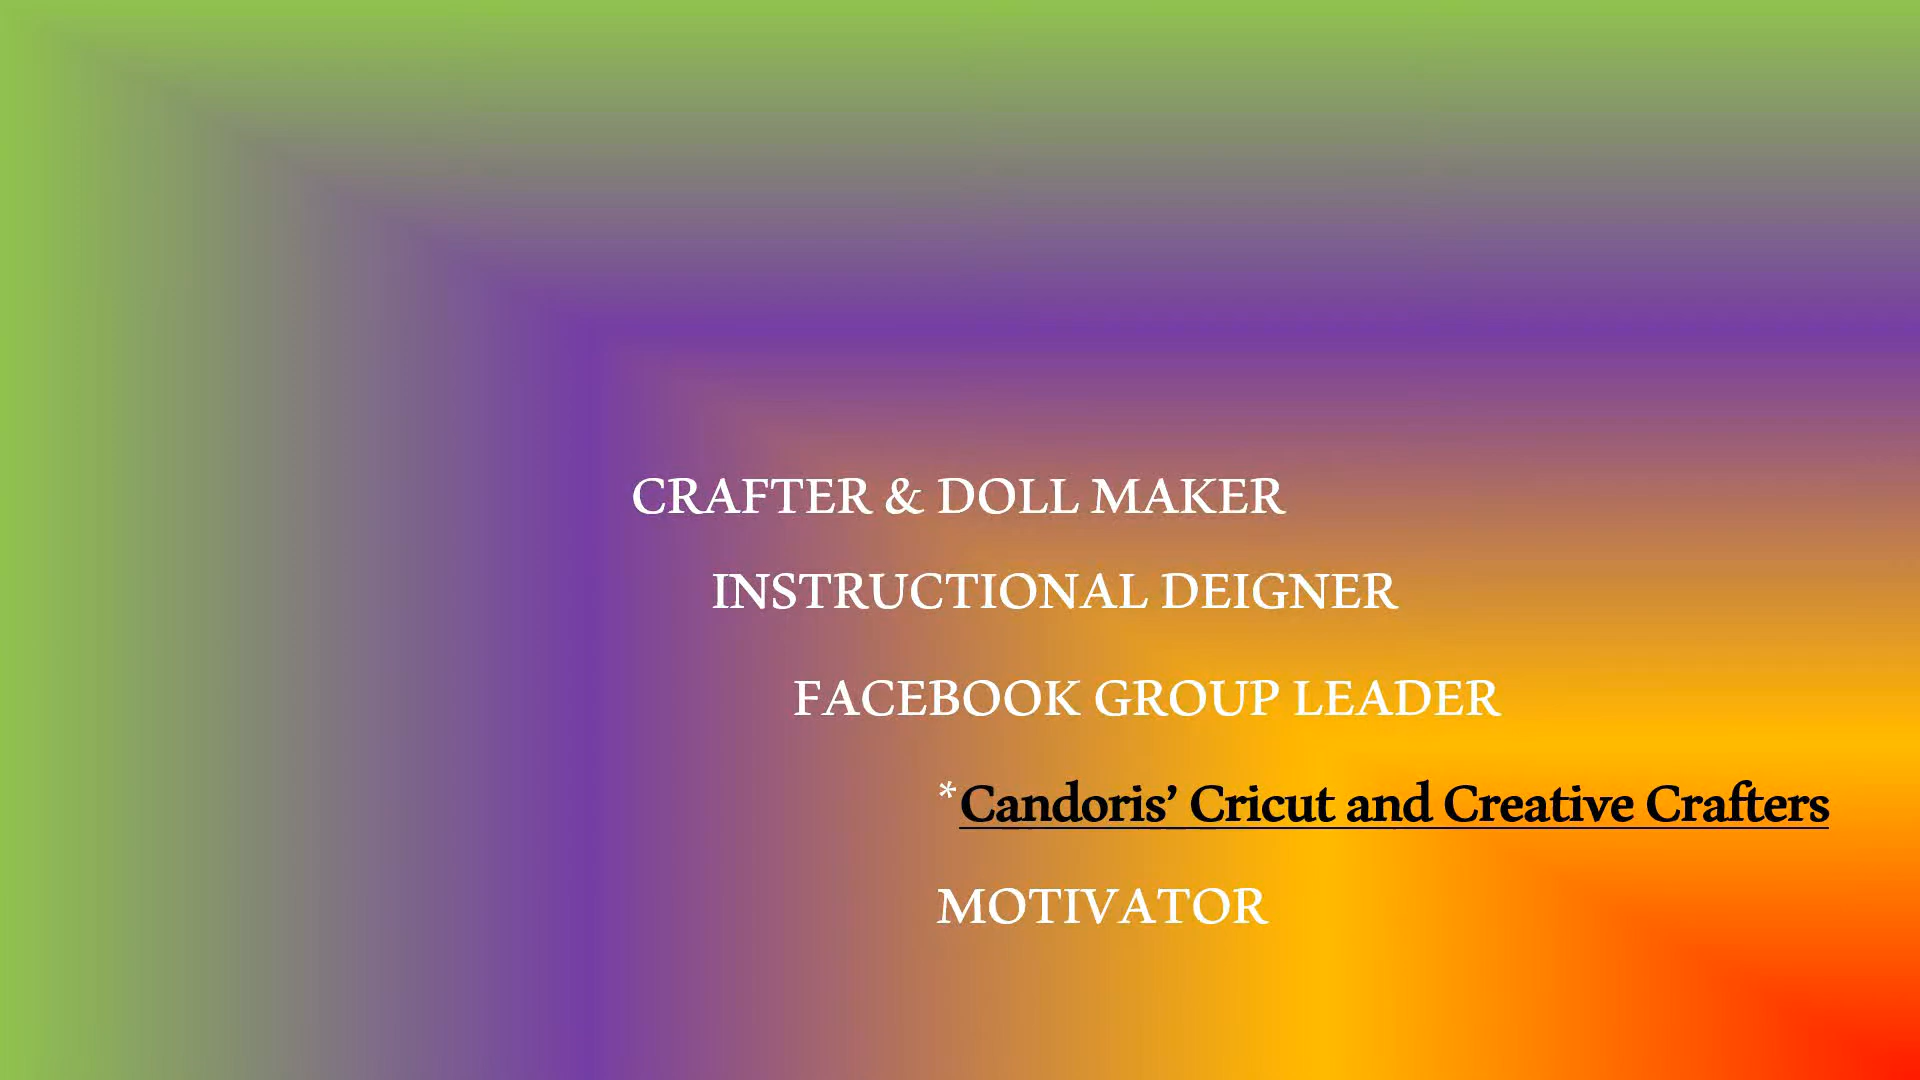 CRAFTER & DOLL MAKER
INSTRUCTIONAL DEIGNER
FACEBOOK GROUP LEADER
*Candoris’ Cricut and Creative Crafters
MOTIVATOR